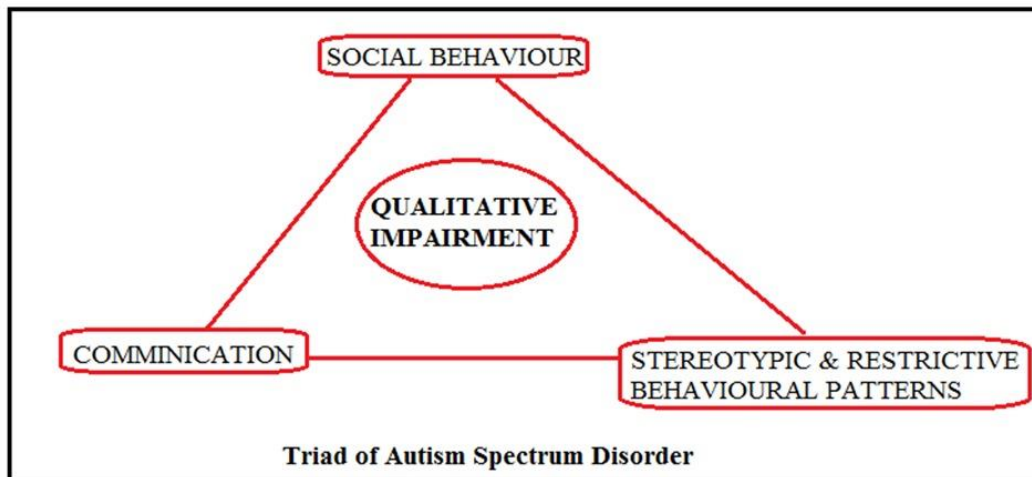 SOCIAL BEHAVIOUR
QUALITATIVE
IMPAIRMENT
COMMINICATION
STEREOTYPIC & RESTRICTIVE
BEHAVIOURAL PATTERNS
Triad of Autism Spectrum Disorder